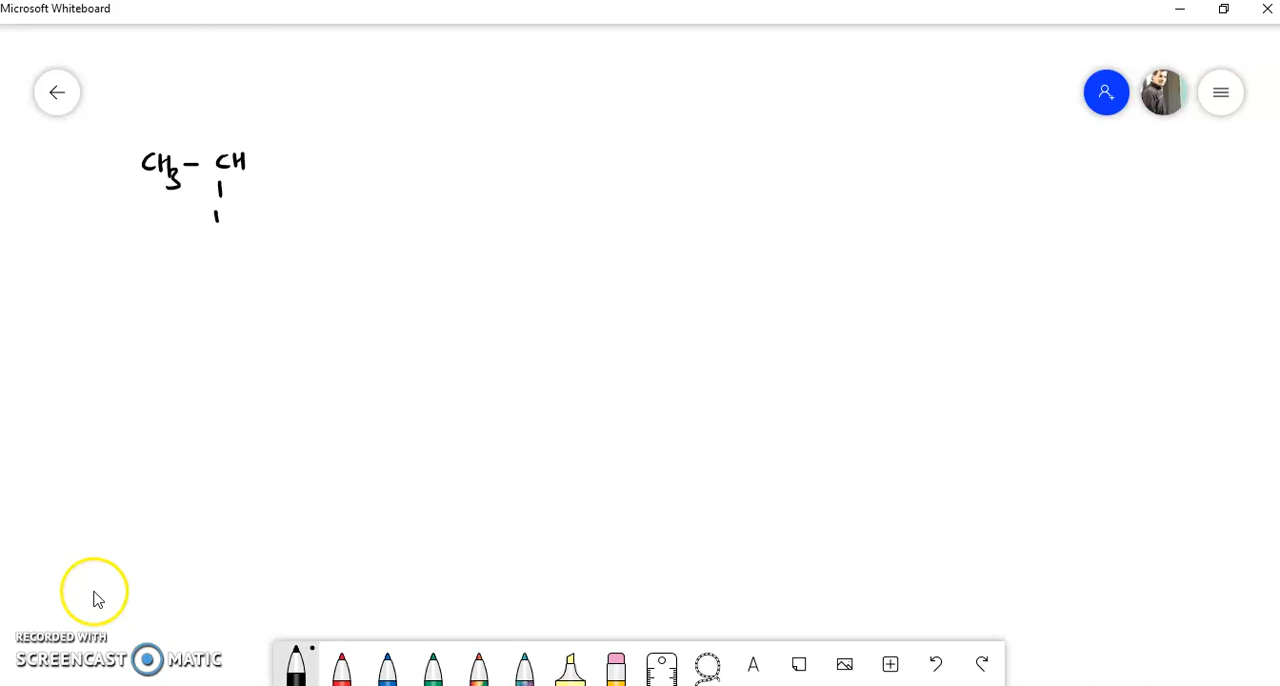 Microsoft Whiteboard
CH3 - CH
RECORDED WITH
SCREENCAST MATIC
A